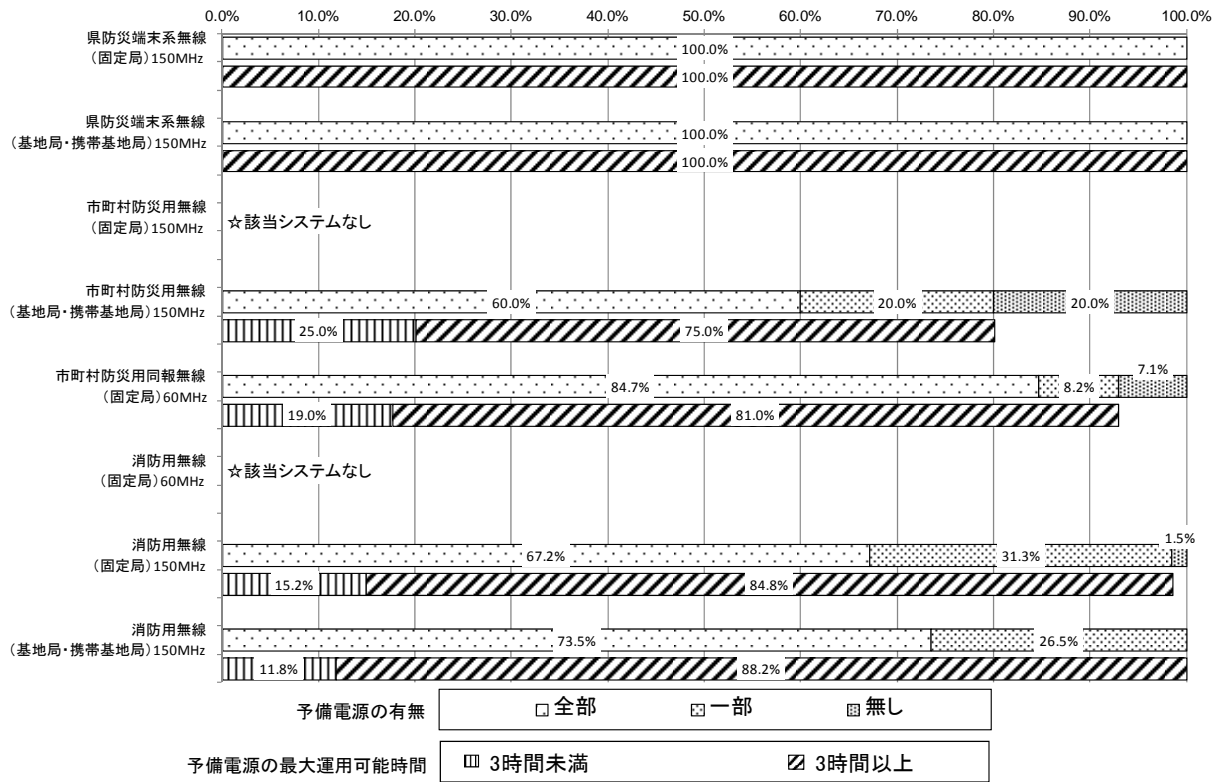 0.0% 10.0% 20.0% 30.0% 40.0% 50.0% 60.0% 70.0% 80.0% 90.0% 100.0%
県防災端末系無線
(固定局)150MHz
100.0%
100.0%
県防災端末系無線
(基地局・携帯基地局)150MHz
100.0%
100.0%
市町村防災用無線
(固定局)150MHz
☆該当システムなし
市町村防災用無線
(基地局・携帯基地局)150MHz
60.0% 20.0% 20.0%
25.0% 75.0%
市町村防災用同報無線
(固定局)60MHz
84.7% 8.2% 7.1%
19.0% 81.0%
消防用無線
(固定局)60MHz
☆該当システムなし
消防用無線
(固定局)150MHz
67.2% 31.3% 1.5%
15.2% 84.8%
消防用無線
(基地局・携帯基地局)150MHz
73.5% 26.5%
11.8% 88.2%
予備電源の有無 全部 一部 無し
予備電源の最大運用可能時間 3時間未満 3時間以上